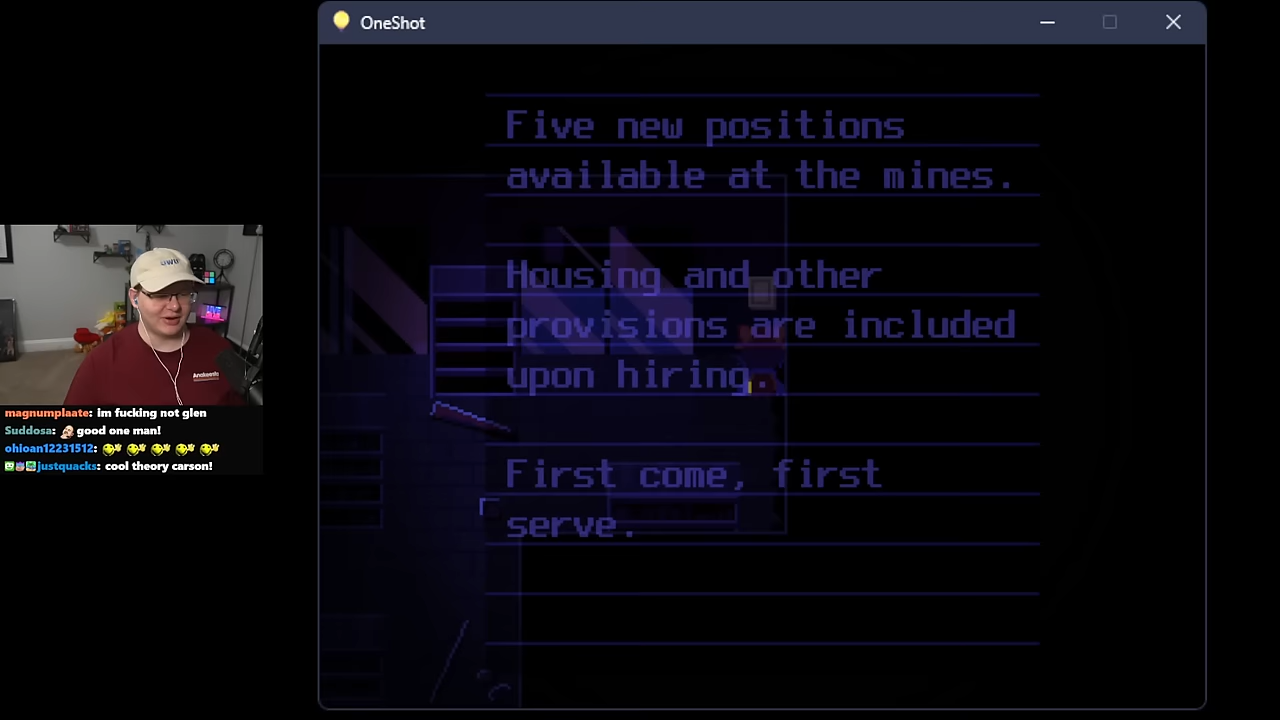 OneShot
Five new positions
available at the mines.
Housing and other
provisions are included
upon hiring.
First come, first
serve.
magnumplaate: Im fucking not glen
Suddosa: good one man!
ohioan12231512:
justquacks: cool theory carson!